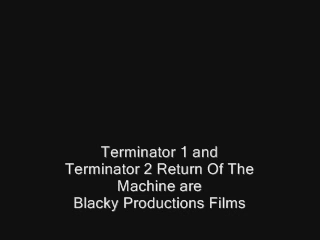 Terminator 1 and
Terminator 2 Return Of The
Machine are
Blacky Productions Films